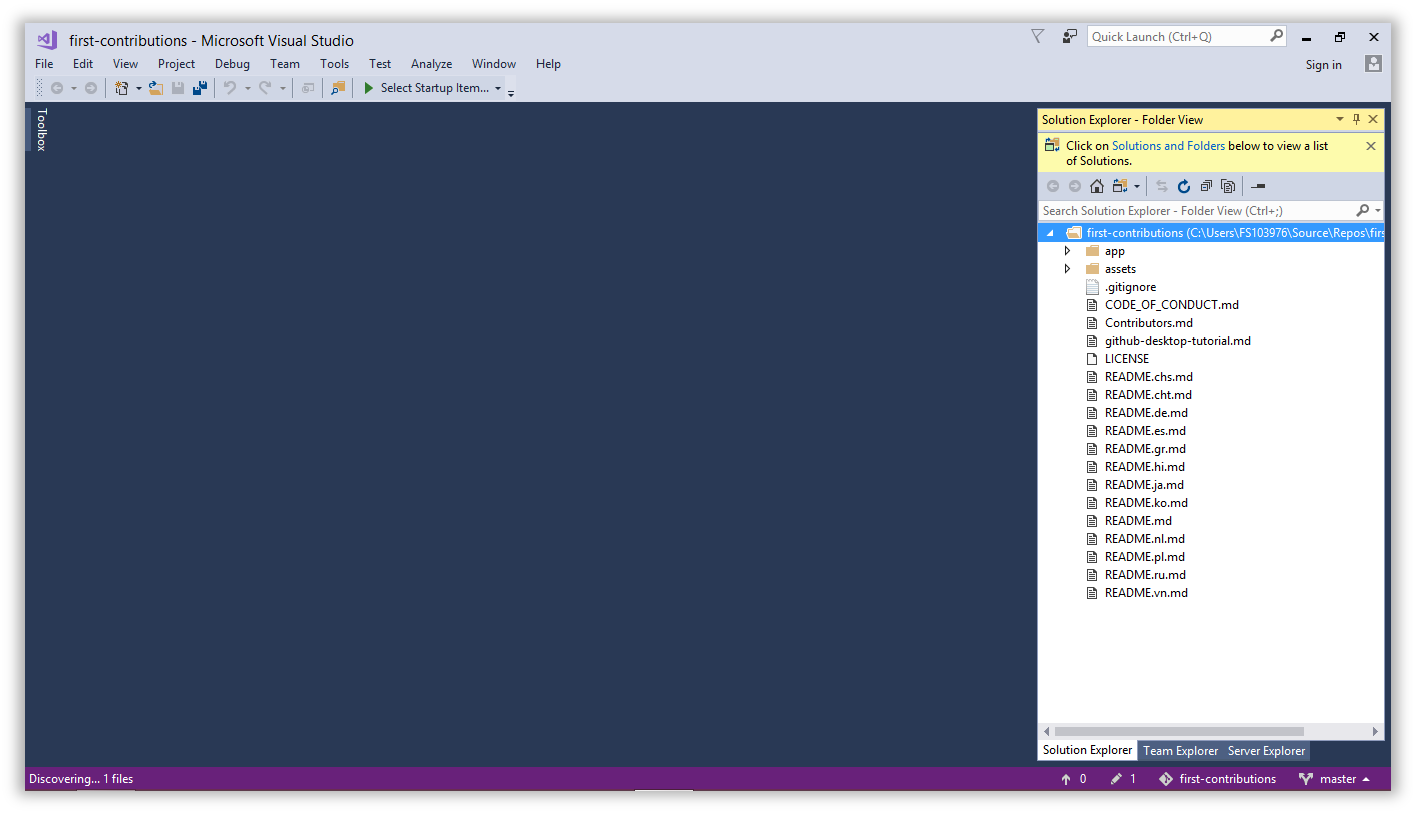 first-contributions - Microsoft Visual Studio
Quick Launch (Ctrl+Q)
File Edit View Project Debug Team Tools Test Analyze Window Help
Sign in
Select Startup Item...
Toolbox
Solution Explorer - Folder View
Click on Solutions and Folders below to view a list
of Solutions.
Search Solution Explorer - Folder View (Ctrl+;)
first-contributions (C:\Users\FS103976\Source\Repos\firs
app
assets
.gitignore
CODE_OF_CONDUCT.md
Contributors.md
github-desktop-tutorial.md
LICENSE
README.chs.md
README.cht.md
README.de.md
README.es.md
README.gr.md
README.hi.md
README.ja.md
README.ko.md
README.md
README.nl.md
README.pl.md
README.ru.md
README.vn.md
Solution Explorer Team Explorer Server Explorer
Discovering... 1 files
0 1 first-contributions master